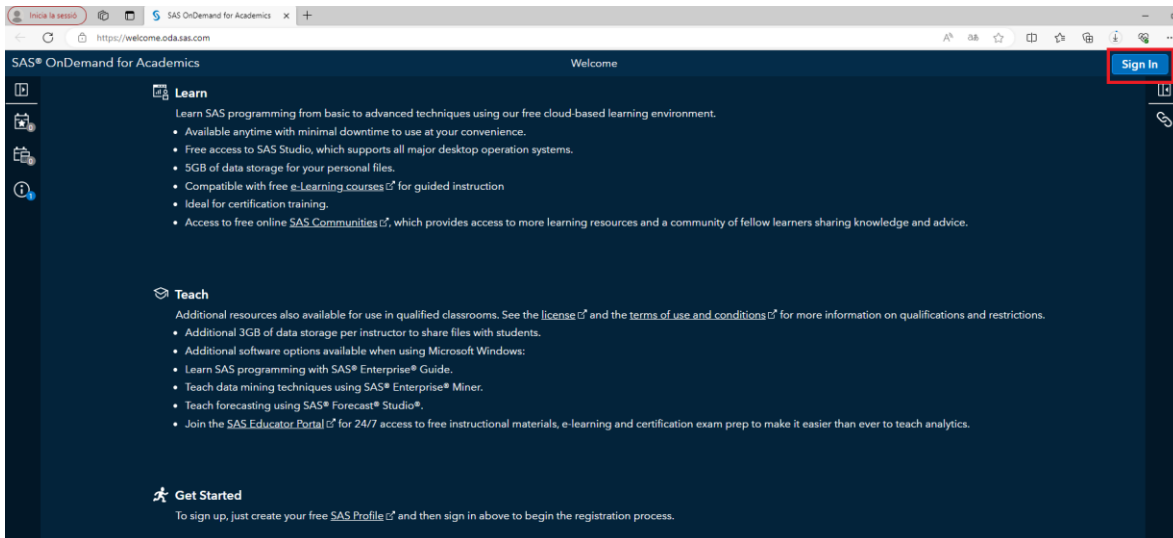 Inicia la sessió
SAS OnDemand for Academics
https://welcome.oda.sas.com
SAS® OnDemand for Academics
Welcome
Sign In
Learn
Learn SAS programming from basic to advanced techniques using our free cloud-based learning environment.
• Available anytime with minimal downtime to use at your convenience.
• Free access to SAS Studio, which supports all major desktop operating systems.
• 5GB of data storage for your personal files.
• Compatible with free e-Learning courses for guided instruction
• Ideal for certification training.
• Access to free online SAS Communities, which provides access to more learning resources and a community of fellow learners sharing knowledge and advice.
Teach
Additional resources also available for use in qualified classrooms. See the license and the terms of use and conditions for more information on qualifications and restrictions.
• Additional 3GB of data storage per instructor to share files with students.
• Additional software options available when using Microsoft Windows:
• Learn SAS programming with SAS® Enterprise® Guide.
• Teach data mining techniques using SAS® Enterprise® Miner.
• Teach forecasting using SAS® Forecast® Studio®.
• Join the SAS Educator Portal for 24/7 access to free instructional materials, e-learning and certification exam prep to make it easier than ever to teach analytics.
Get Started
To sign up, just create your free SAS Profile and then sign in above to begin the registration process.